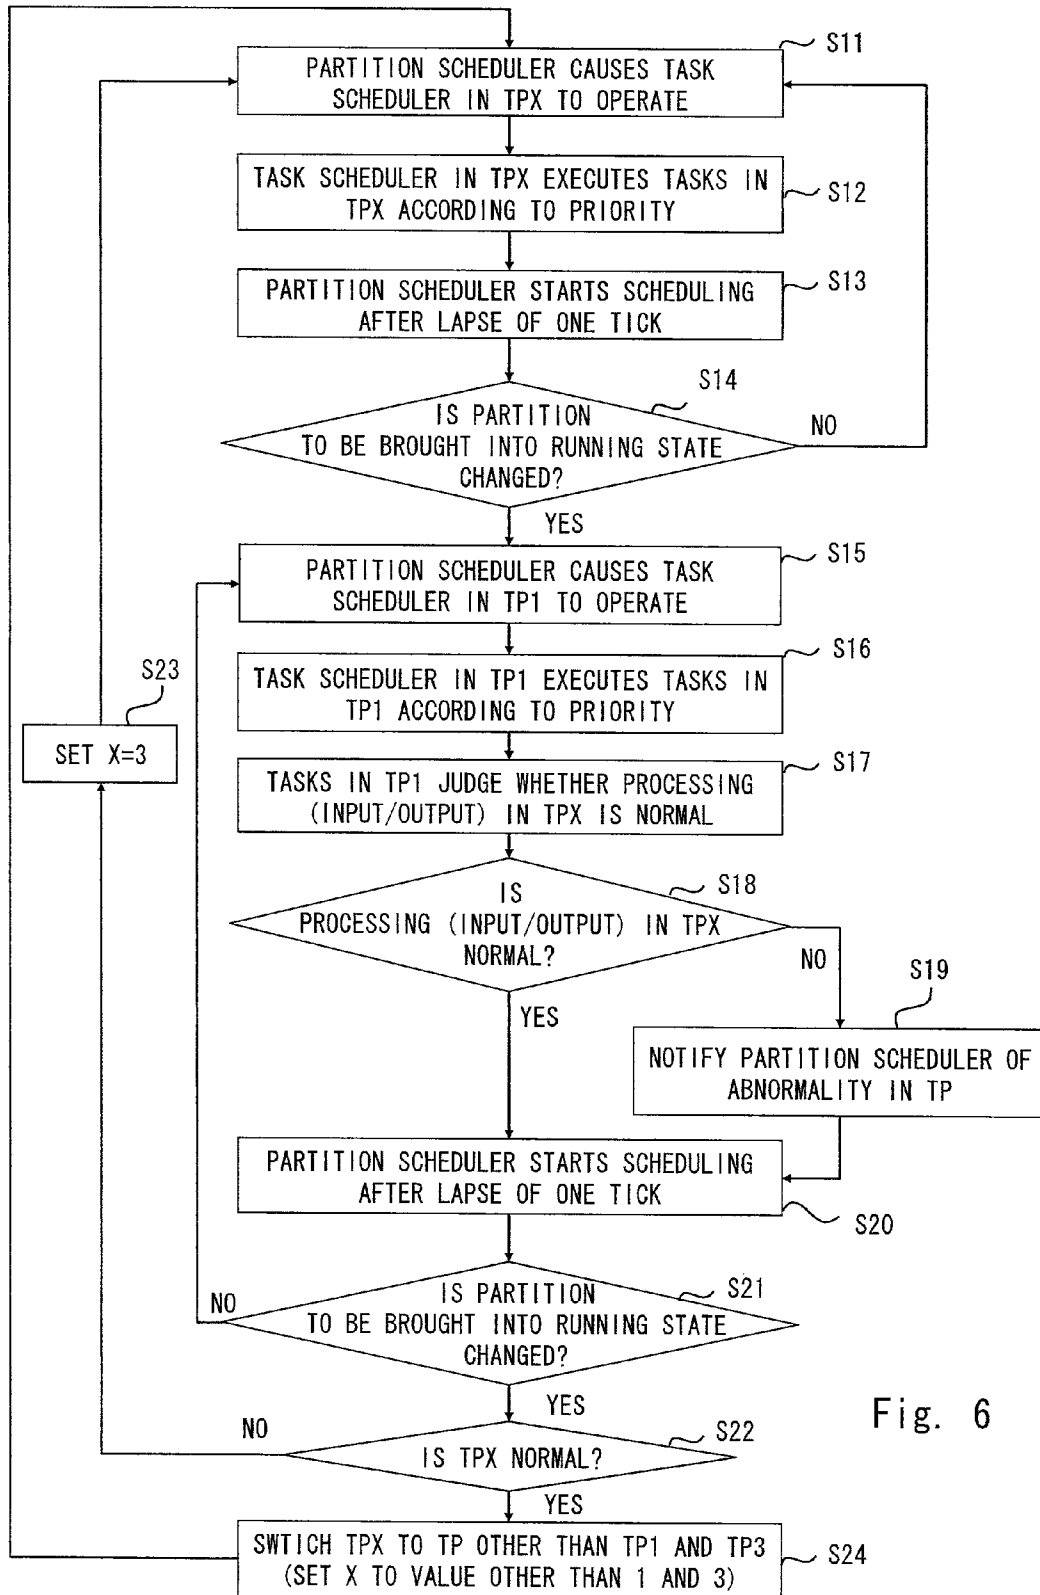 S11
PARTITION SCHEDULER CAUSES TASK
SCHEDULER IN TPX TO OPERATE
TASK SCHEDULER IN TPX EXECUTES TASKS IN
TPX ACCORDING TO PRIORITY
S12
PARTITION SCHEDULER STARTS SCHEDULING
AFTER LAPSE OF ONE TICK
S13
S14
IS PARTITION
TO BE BROUGHT INTO RUNNING STATE
CHANGED?
NO
YES
S15
PARTITION SCHEDULER CAUSES TASK
SCHEDULER IN TP1 TO OPERATE
S16
TASK SCHEDULER IN TP1 EXECUTES TASKS IN
TP1 ACCORDING TO PRIORITY
S23
SET X=3
S17
TASKS IN TP1 JUDGE WHETHER PROCESSING
(INPUT/OUTPUT) IN TPX IS NORMAL
S18
IS
PROCESSING (INPUT/OUTPUT) IN TPX
NORMAL?
NO
YES
S19
NOTIFY PARTITION SCHEDULER OF
ABNORMALITY IN TP
PARTITION SCHEDULER STARTS SCHEDULING
AFTER LAPSE OF ONE TICK
S20
S21
IS PARTITION
TO BE BROUGHT INTO RUNNING STATE
CHANGED?
NO
YES
S22
IS TPX NORMAL?
NO
YES
SWTICH TPX TO TP OTHER THAN TP1 AND TP3
(SET X TO VALUE OTHER THAN 1 AND 3)
S24
Fig. 6